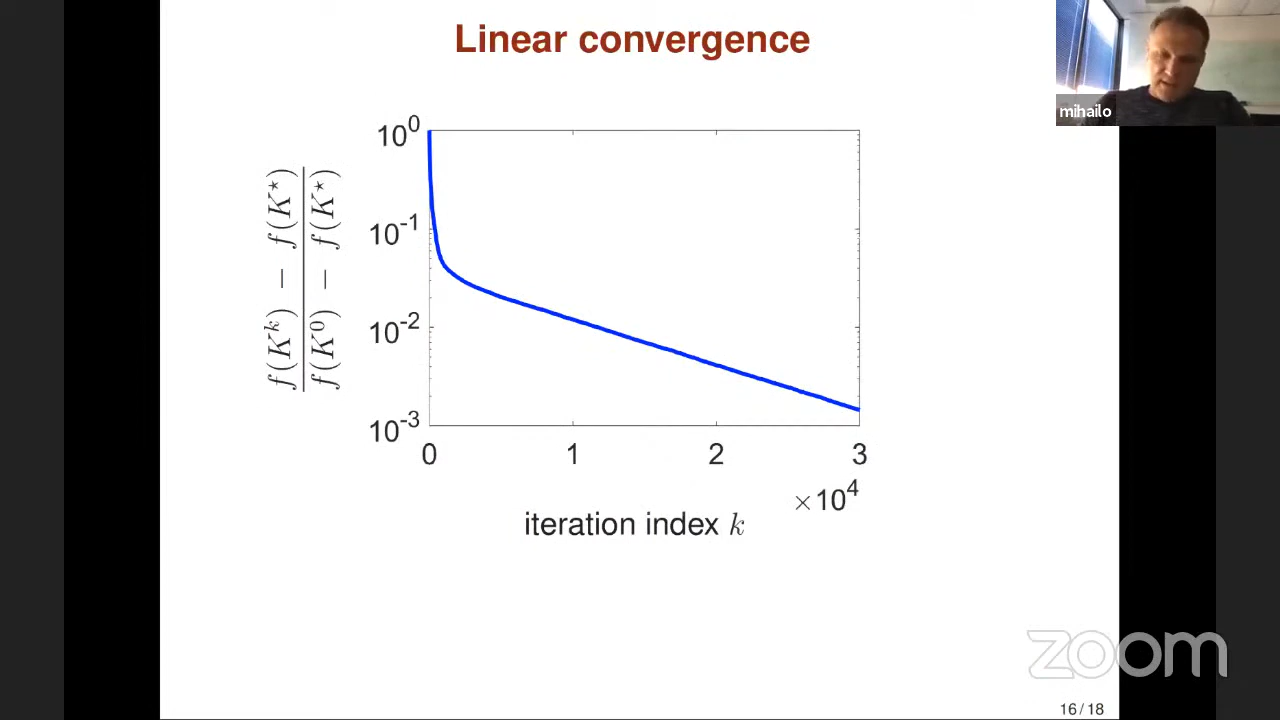 Linear convergence
mihailo
10^0
10^-1
10^-2
10^-3
f(K^k) − f(K^⋆)
f(K^0) − f(K^⋆)
0 1 2 3
×10^4
iteration index k
zoom
16 / 18